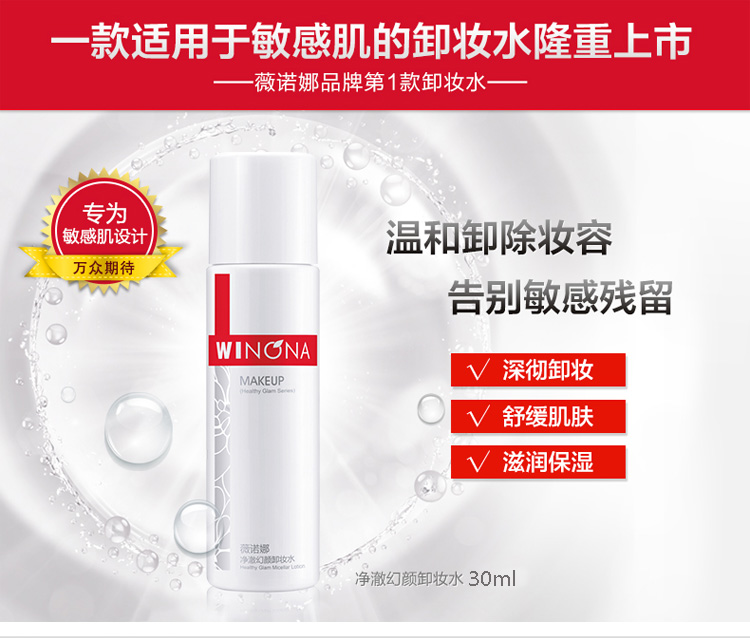 一款适用于敏感肌的卸妆水隆重上市
——薇诺娜品牌第1款卸妆水——
专为
敏感肌设计
万众期待
温和卸除妆容
告别敏感残留
WINONA
MAKEUP
(Healthy Glam Series)
√ 深彻卸妆
√ 舒缓肌肤
√ 滋润保湿
薇诺娜
净澈幻颜卸妆水
Healthy Glam Micellar Lotion
净澈幻颜卸妆水 30ml